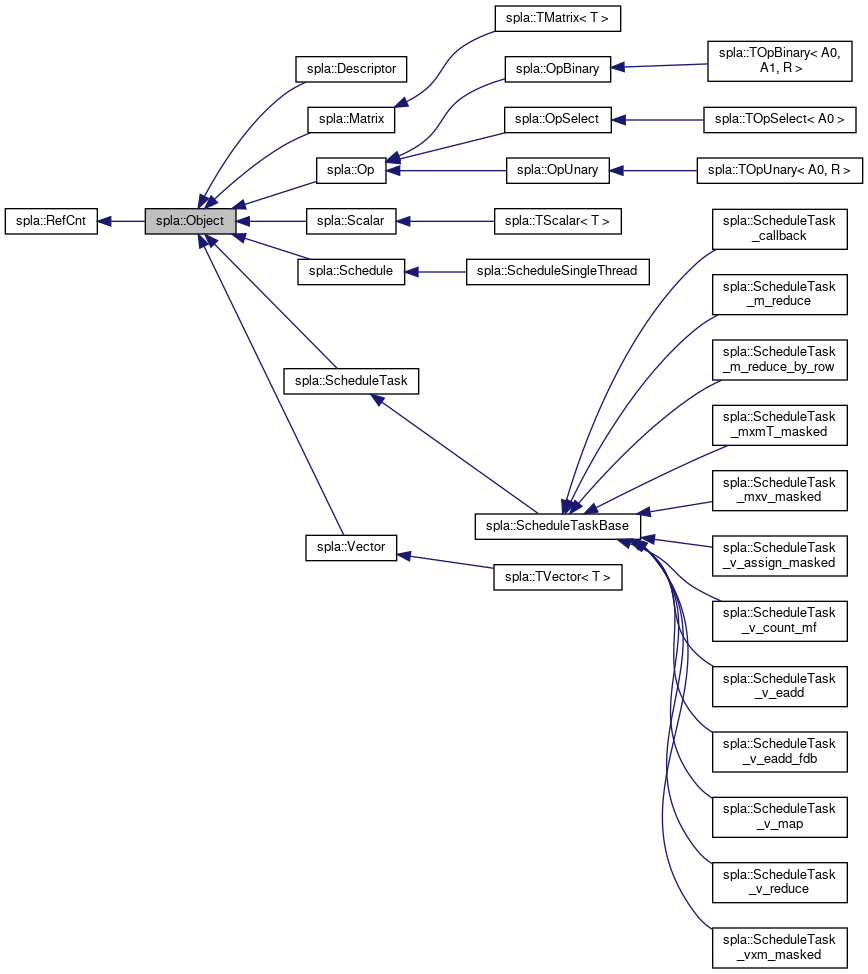 spla::TMatrix< T >
spla::Descriptor
spla::OpBinary
spla::TOpBinary< A0,
A1, R >
spla::Matrix
spla::OpSelect
spla::TOpSelect< A0 >
spla::Op
spla::OpUnary
spla::TOpUnary< A0, R >
spla::RefCnt
spla::Object
spla::Scalar
spla::TScalar< T >
spla::ScheduleTask
_callback
spla::Schedule
spla::ScheduleSingleThread
spla::ScheduleTask
_m_reduce
spla::ScheduleTask
_m_reduce_by_row
spla::ScheduleTask
spla::ScheduleTask
_mxmT_masked
spla::ScheduleTask
_mxv_masked
spla::ScheduleTaskBase
spla::Vector
spla::ScheduleTask
_v_assign_masked
spla::TVector< T >
spla::ScheduleTask
_v_count_mf
spla::ScheduleTask
_v_eadd
spla::ScheduleTask
_v_eadd_fdb
spla::ScheduleTask
_v_map
spla::ScheduleTask
_v_reduce
spla::ScheduleTask
_vxm_masked